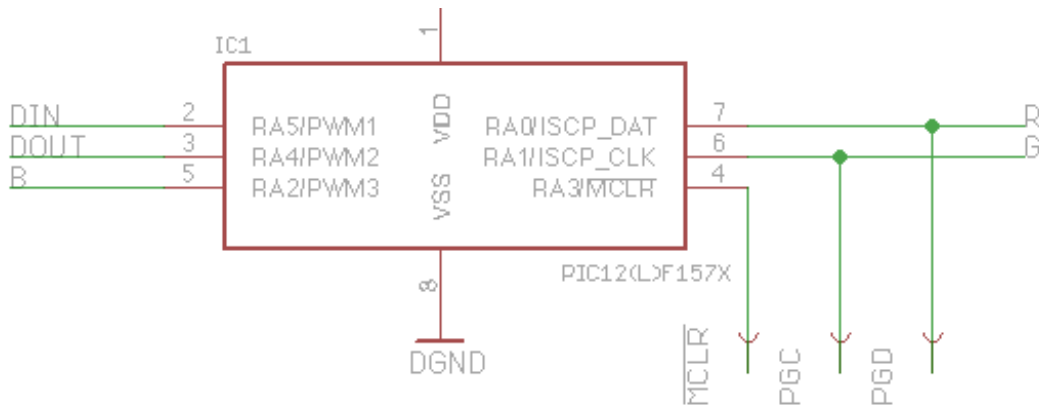 1
IC1
DIN 2 RA5/PWM1 VDD RA0/ISCP_DAT 7 R
DOUT 3 RA4/PWM2 RA1/ISCP_CLK 6 G
B 5 RA2/PWM3 VSS RA3/MCLR 4
8 PIC12(L)F157X
DGND
MCLR PGC PGD